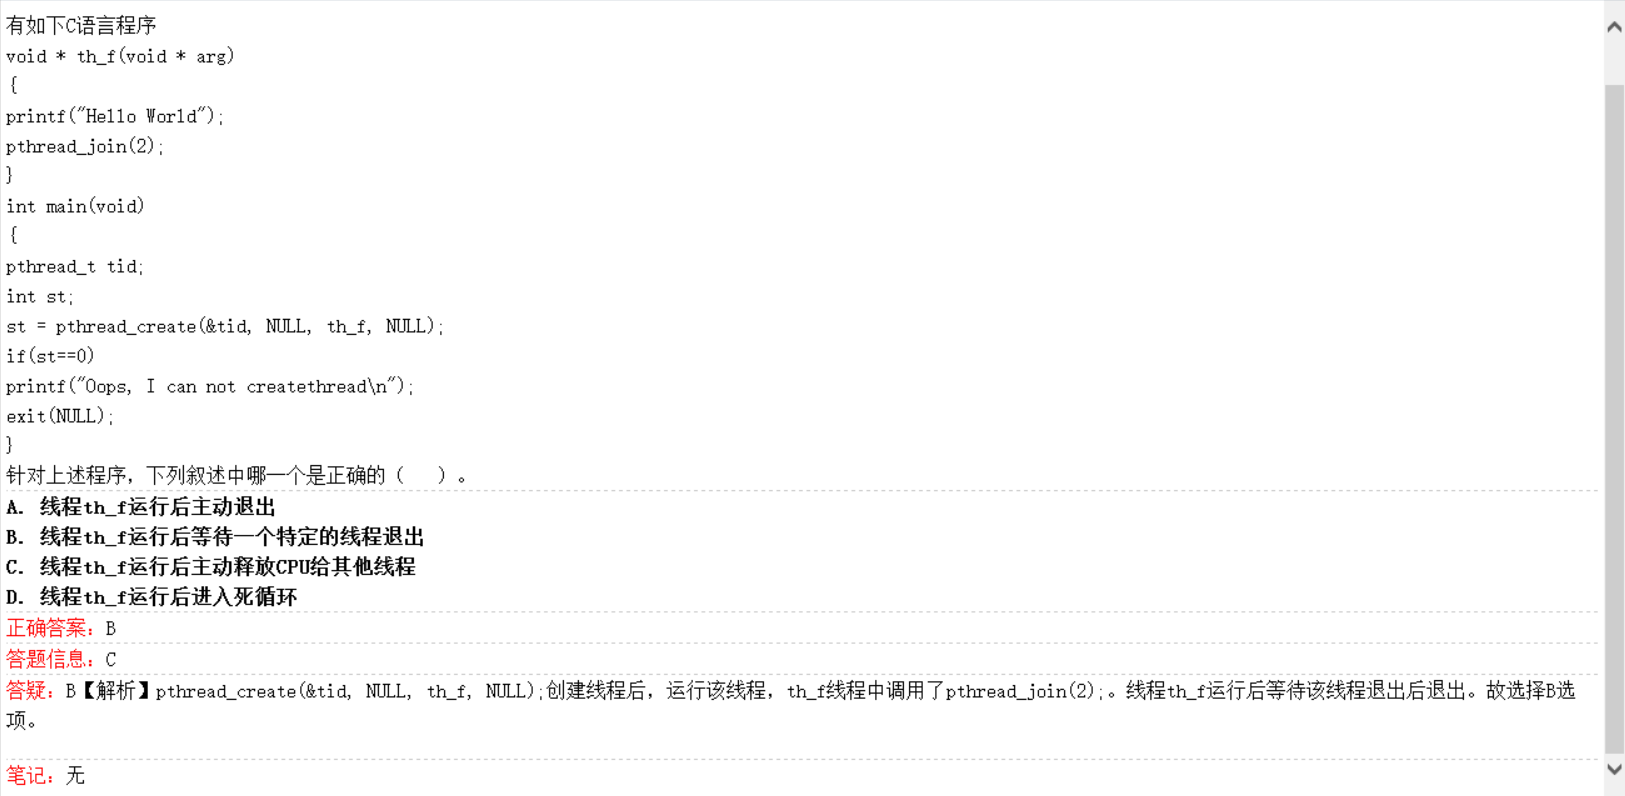 有如下C语言程序
void * th_f(void * arg)
{
printf("Hello World");
pthread_join(2);
}
int main(void)
{
pthread_t tid;
int st;
st = pthread_create(&tid, NULL, th_f, NULL);
if(st==0)
printf("Oops, I can not createthread\n");
exit(NULL);
}
针对上述程序，下列叙述中哪一个是正确的（　）。
A. 线程th_f运行后主动退出
B. 线程th_f运行后等待一个特定的线程退出
C. 线程th_f运行后主动释放CPU给其他线程
D. 线程th_f运行后进入死循环
正确答案：B
答题信息：C
答疑：B【解析】pthread_create(&tid, NULL, th_f, NULL);创建线程后，运行该线程，th_f线程中调用了pthread_join(2);。线程th_f运行后等待该线程退出后退出。故选择B选
项。
笔记：无